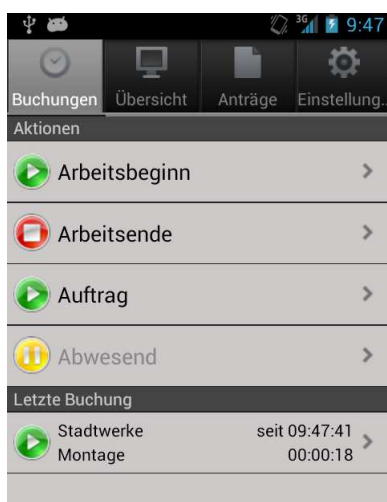 3G 9:47
Buchungen Übersicht Anträge Einstellung..
Aktionen
Arbeitsbeginn
Arbeitsende
Auftrag
Abwesend
Letzte Buchung
Stadtwerke seit 09:47:41
Montage 00:00:18